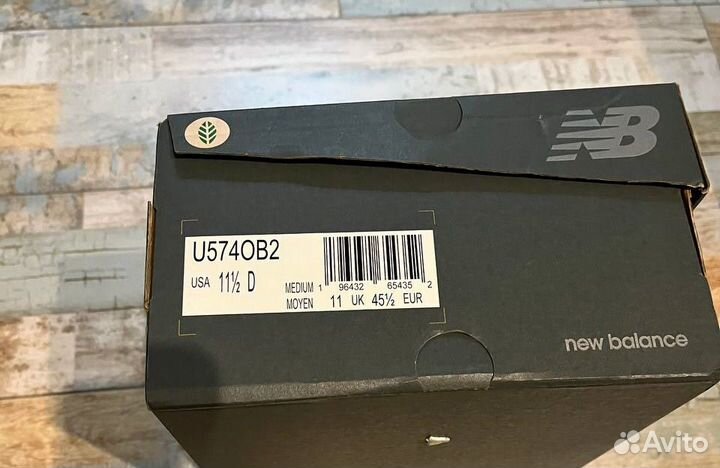 NB
U574OB2
USA 11½ D
MEDIUM
MOYEN
1 96432 65435 2
11 UK 45½ EUR
new balance
Avito